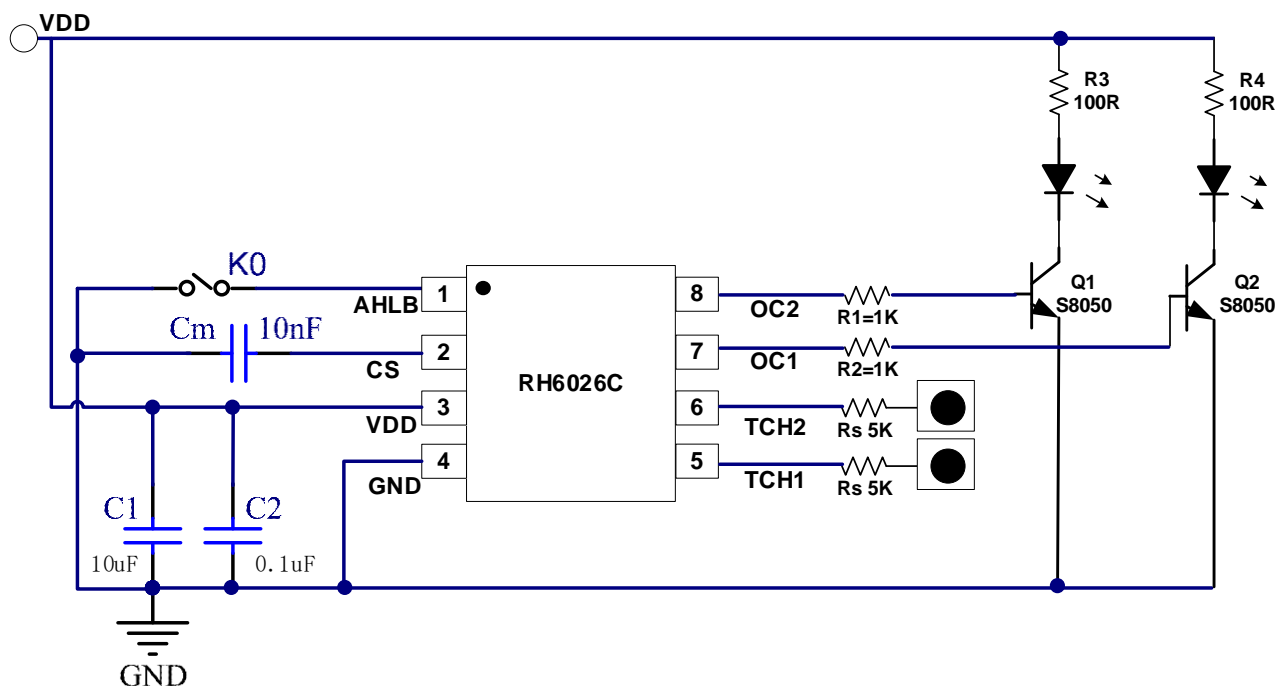 VDD
R3
100R
R4
100R
K0
AHLB
1
8
OC2
R1=1K
Q1
S8050
Q2
S8050
Cm
10nF
CS
2
7
OC1
R2=1K
RH6026C
VDD
3
6
TCH2
Rs 5K
GND
4
5
TCH1
Rs 5K
C1
10uF
C2
0.1uF
GND